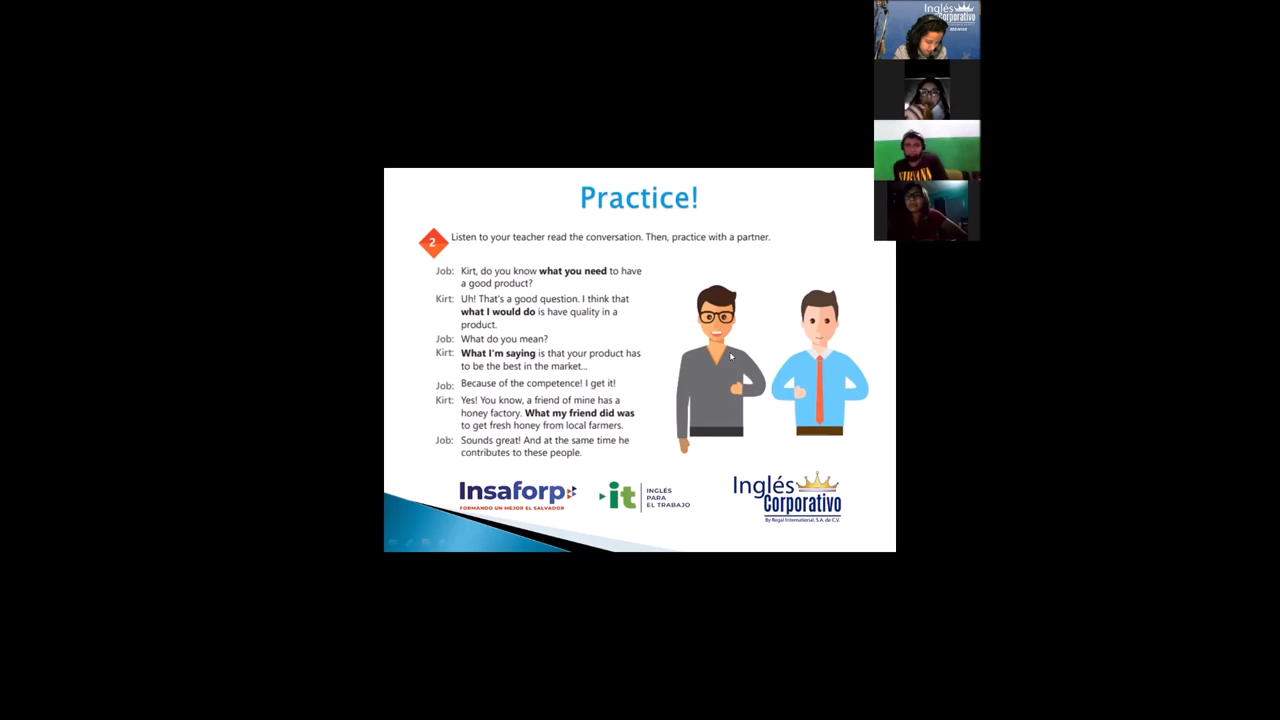 Inglés
Corporativo
NIRVANA
Practice!
2
Listen to your teacher read the conversation. Then, practice with a partner.
Job: Kirt, do you know what you need to have
a good product?
Kirt: Uh! That's a good question. I think that
what I would do is have quality in a
product.
Job: What do you mean?
Kirt: What I'm saying is that your product has
to be the best in the market...
Job: Because of the competence! I get it!
Kirt: Yes! You know, a friend of mine has a
honey factory. What my friend did was
to get fresh honey from local farmers.
Job: Sounds great! And at the same time he
contributes to these people.
Insaforp
FORMANDO UN MEJOR EL SALVADOR
it
INGLÉS
PARA
EL TRABAJO
Inglés
Corporativo
By Regal International, S.A. de C.V.